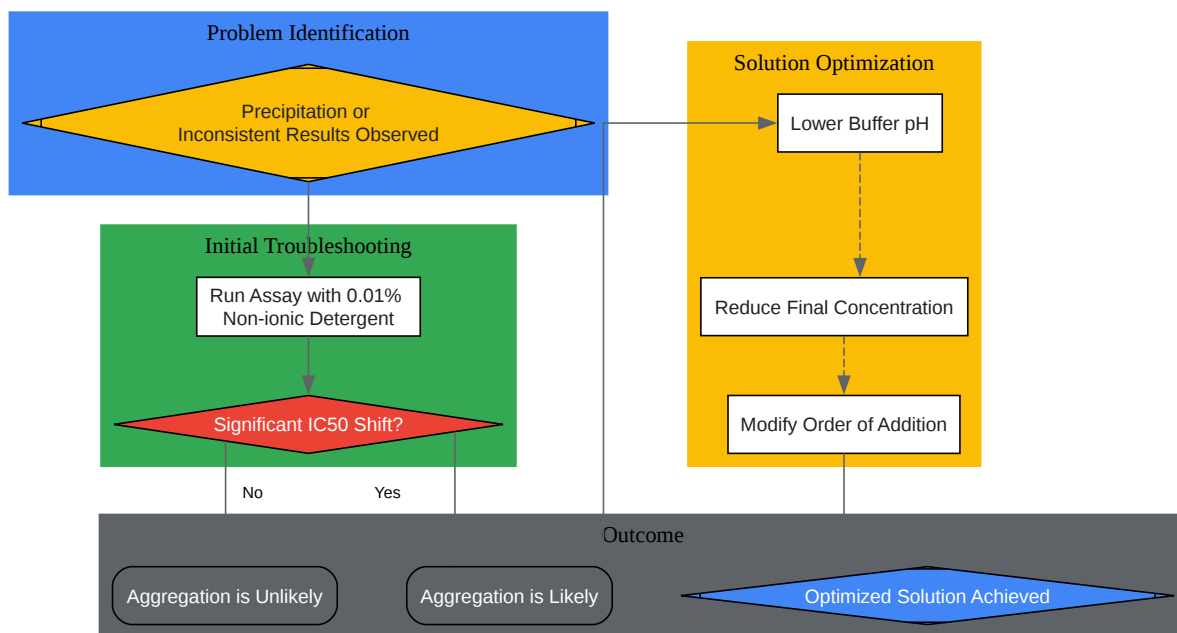 Problem Identification
Precipitation or
Inconsistent Results Observed
Initial Troubleshooting
Run Assay with 0.01%
Non-ionic Detergent
Significant IC50 Shift?
No
Yes
Solution Optimization
Lower Buffer pH
Reduce Final Concentration
Modify Order of Addition
Outcome
Aggregation is Unlikely
Aggregation is Likely
Optimized Solution Achieved